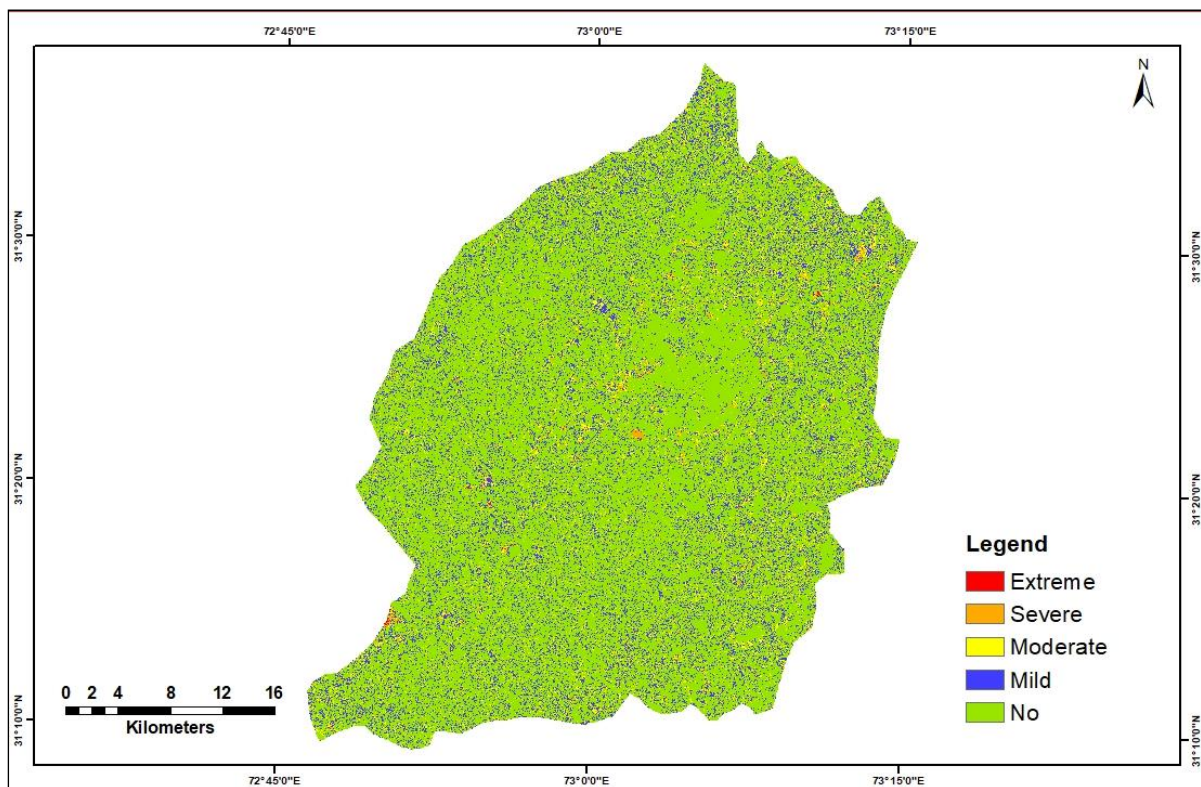 72°45'0"E 73°0'0"E 73°15'0"E
N
31°30'0"N 31°30'0"N
31°20'0"N 31°20'0"N
Legend
Extreme
Severe
Moderate
Mild
No
0 2 4 8 12 16
Kilometers
31°10'0"N 31°10'0"N
72°45'0"E 73°0'0"E 73°15'0"E